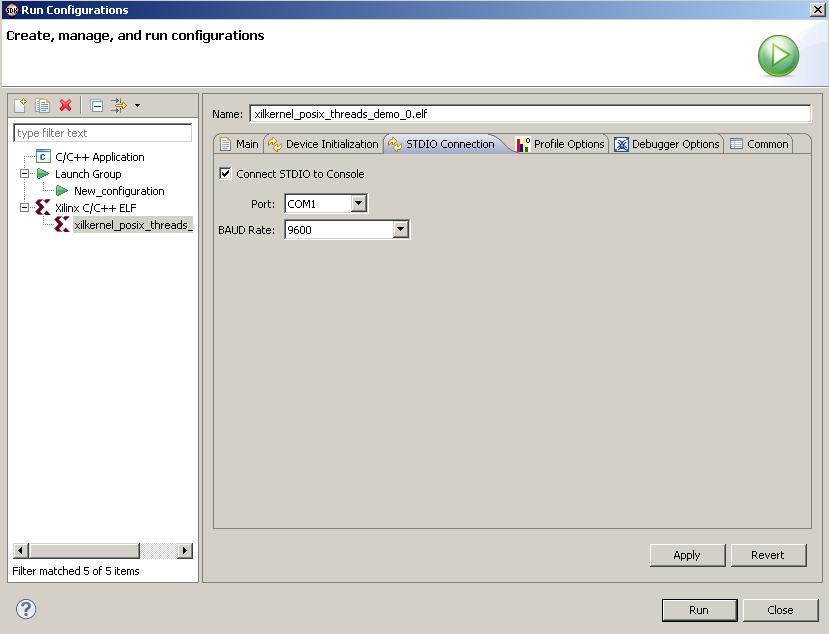 Run Configurations
Create, manage, and run configurations
type filter text
C/C++ Application
Launch Group
New_configuration
Xilinx C/C++ ELF
xilkernel_posix_threads_
Filter matched 5 of 5 items
Name: xilkernel_posix_threads_demo_0.elf
Main Device Initialization STDIO Connection Profile Options Debugger Options Common
Connect STDIO to Console
Port: COM1
BAUD Rate: 9600
Apply Revert
? Run Close